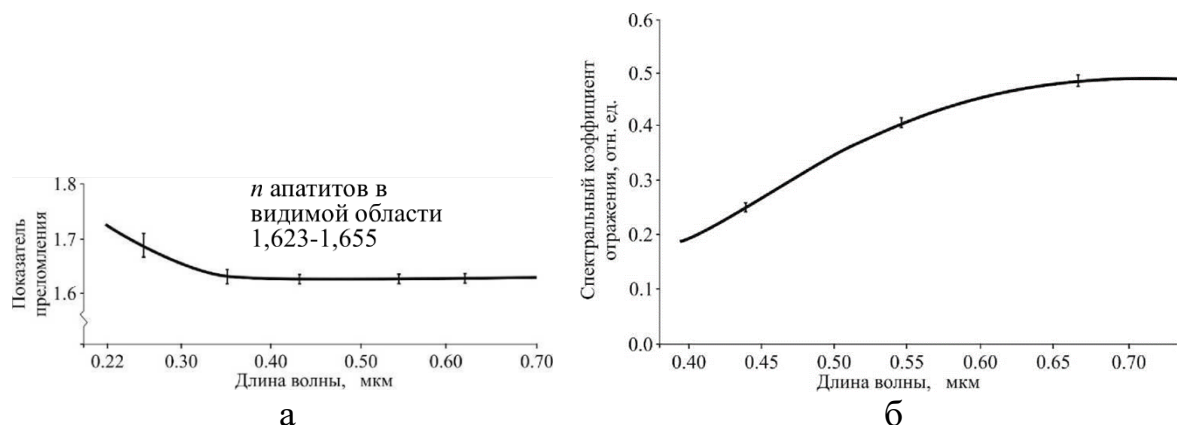 Показатель
преломления
1.8
1.7
1.6
n апатитов в
видимой области
1,623-1,655
0.22
0.30
0.40
0.50
0.60
0.70
Длина волны, мкм
а
Спектральный коэффициент
отражения, отн. ед.
0.6
0.5
0.4
0.3
0.2
0.1
0.0
0.40
0.45
0.50
0.55
0.60
0.65
0.70
Длина волны, мкм
б